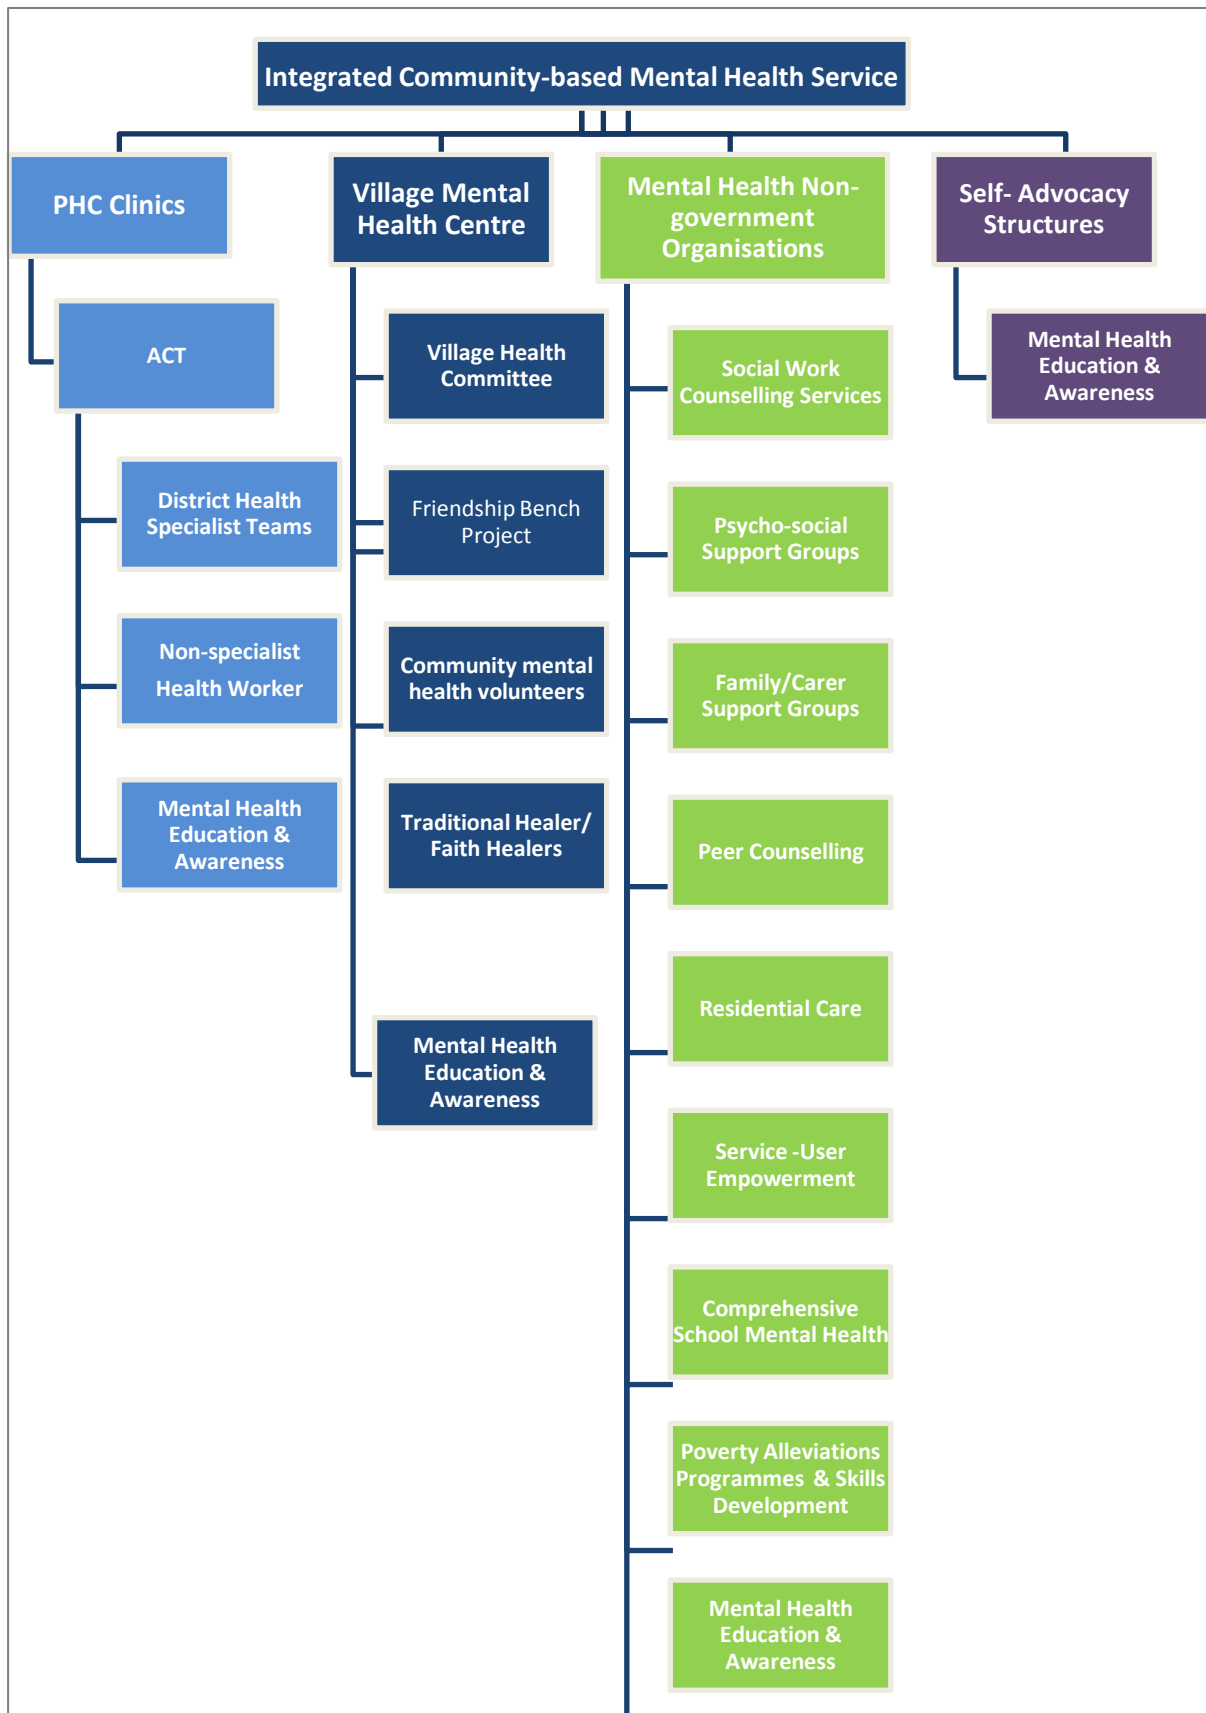 Integrated Community-based Mental Health Service
PHC Clinics
ACT
District Health
Specialist Teams
Non-specialist
Health Worker
Mental Health
Education &
Awareness
Village Mental
Health Centre
Village Health
Committee
Friendship Bench
Project
Community mental
health volunteers
Traditional Healer/
Faith Healers
Mental Health
Education &
Awareness
Mental Health Non-
government
Organisations
Social Work
Counselling Services
Psycho-social
Support Groups
Family/Carer
Support Groups
Peer Counselling
Residential Care
Service -User
Empowerment
Comprehensive
School Mental Health
Poverty Alleviations
Programmes & Skills
Development
Mental Health
Education &
Awareness
Self- Advocacy
Structures
Mental Health
Education &
Awareness